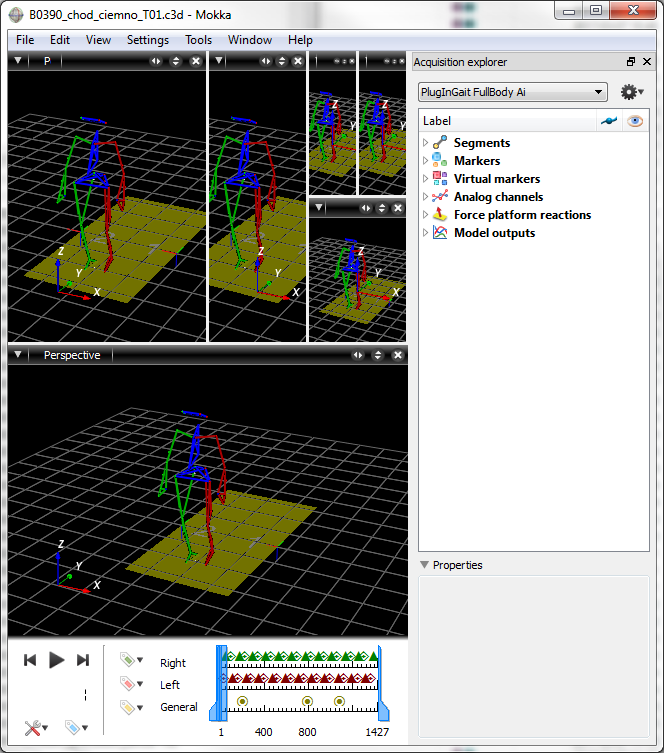 B0390_chod_ciemno_T01.c3d - Mokka
File Edit View Settings Tools Window Help
P
Z
Y
X
Z
Y
X
Z
Y
X
Z
Y
X
Z
Y
X
Perspective
Z
Y
X
Right
Left
General
1 400 800 1427
Acquisition explorer
PlugInGait FullBody Ai
Label
Segments
Markers
Virtual markers
Analog channels
Force platform reactions
Model outputs
Properties